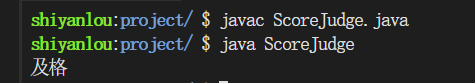 shiyanlou:project/ $ javac ScoreJudge.java
shiyanlou:project/ $ java ScoreJudge
及格